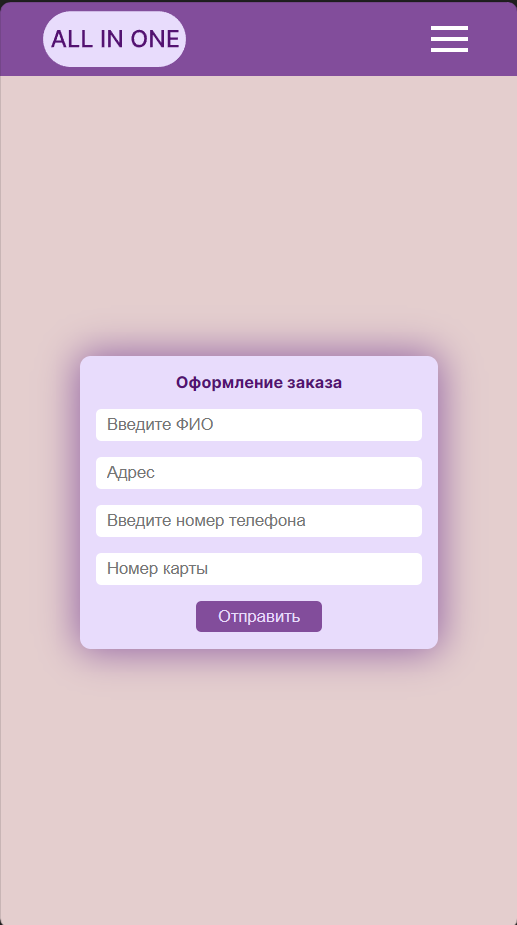 ALL IN ONE
Оформление заказа
Введите ФИО
Адрес
Введите номер телефона
Номер карты
Отправить